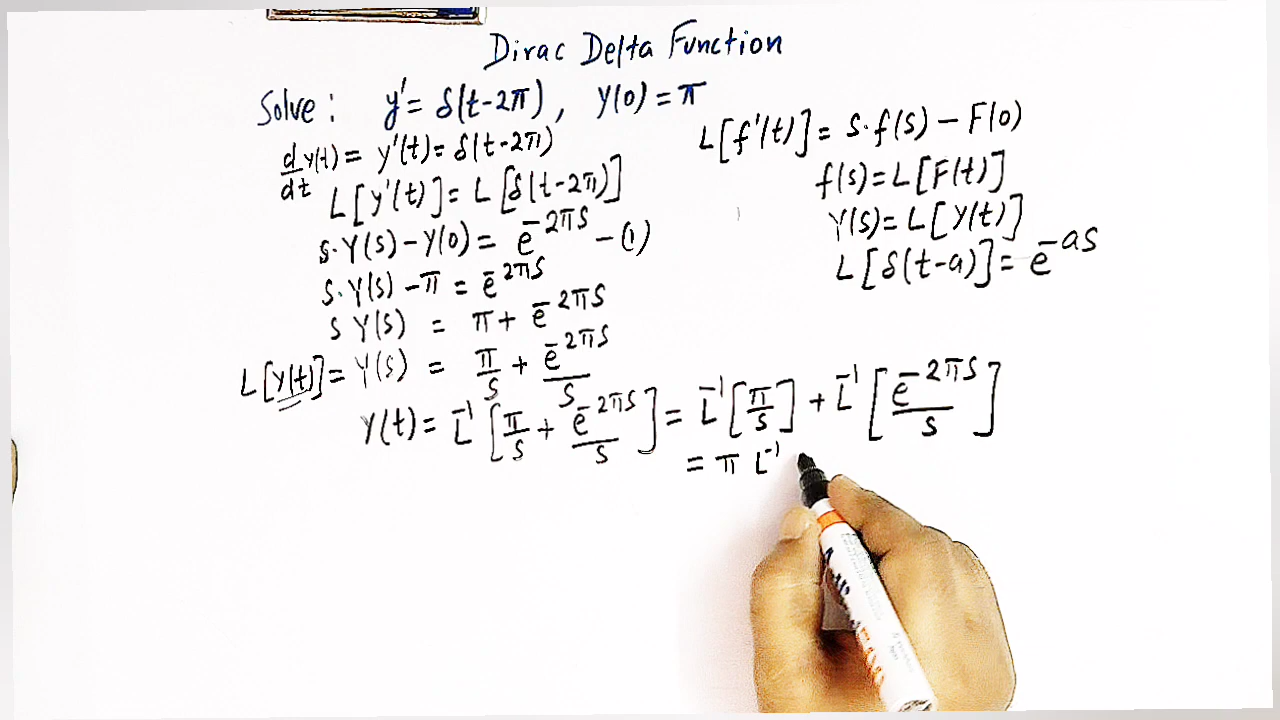 Dirac Delta Function
Solve: y' = δ(t-2π), Y(0) = π
d/dt Y(t) = y'(t) = δ(t-2π)
L[y'(t)] = L[δ(t-2π)]
s·Y(s) - Y(0) = e^-2πs - (1)
s·Y(s) - π = e^-2πs
s Y(s) = π + e^-2πs
L[Y(t)] = Y(s) = π/s + e^-2πs/s
Y(t) = L^-1 [π/s + e^-2πs/s] = L^-1 [π/s] + L^-1 [e^-2πs/s]
= π L^-1
L[f'(t)] = s·f(s) - F(0)
f(s) = L[F(t)]
Y(s) = L[Y(t)]
L[δ(t-a)] = e^-as